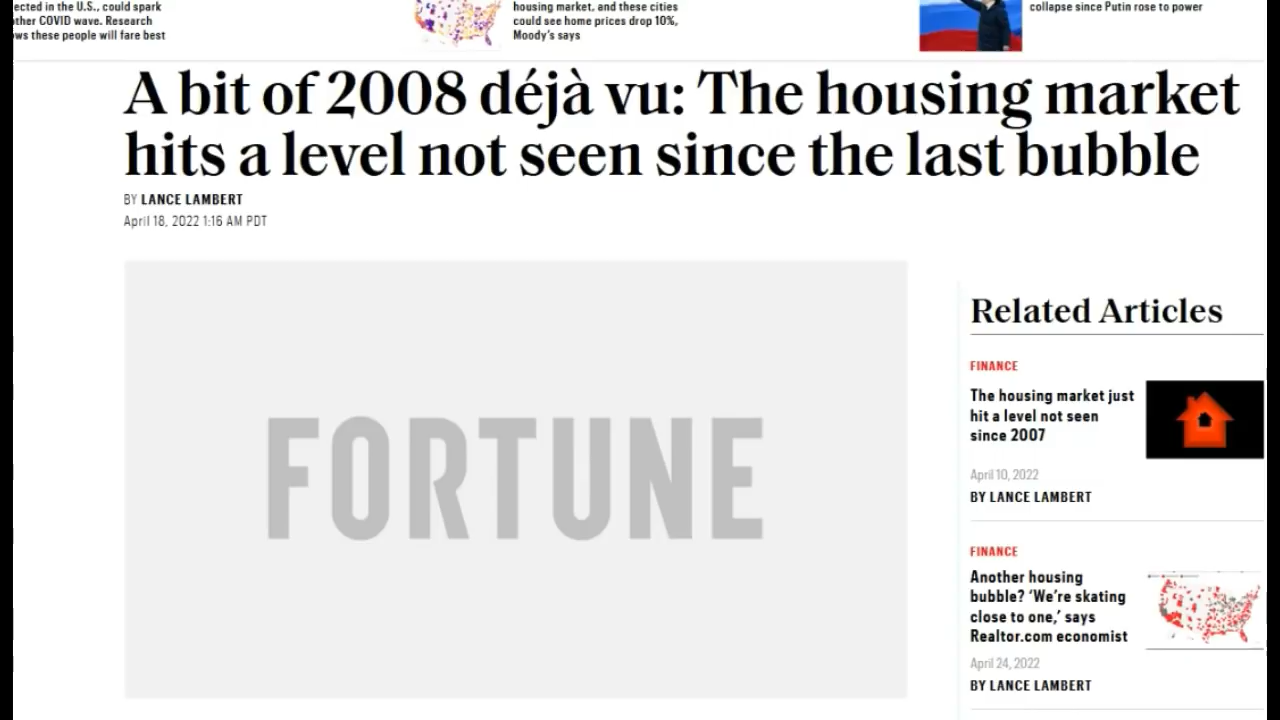 ected in the U.S., could spark
ther COVID wave. Research
ws these people will fare best
housing market, and these cities
could see home prices drop 10%,
Moody's says
collapse since Putin rose to power
A bit of 2008 déjà vu: The housing market
hits a level not seen since the last bubble
BY LANCE LAMBERT
April 18, 2022 1:16 AM PDT
FORTUNE
Related Articles
FINANCE
The housing market just
hit a level not seen
since 2007
April 10, 2022
BY LANCE LAMBERT
FINANCE
Another housing
bubble? ‘We're skating
close to one,’ says
Realtor.com economist
April 24, 2022
BY LANCE LAMBERT